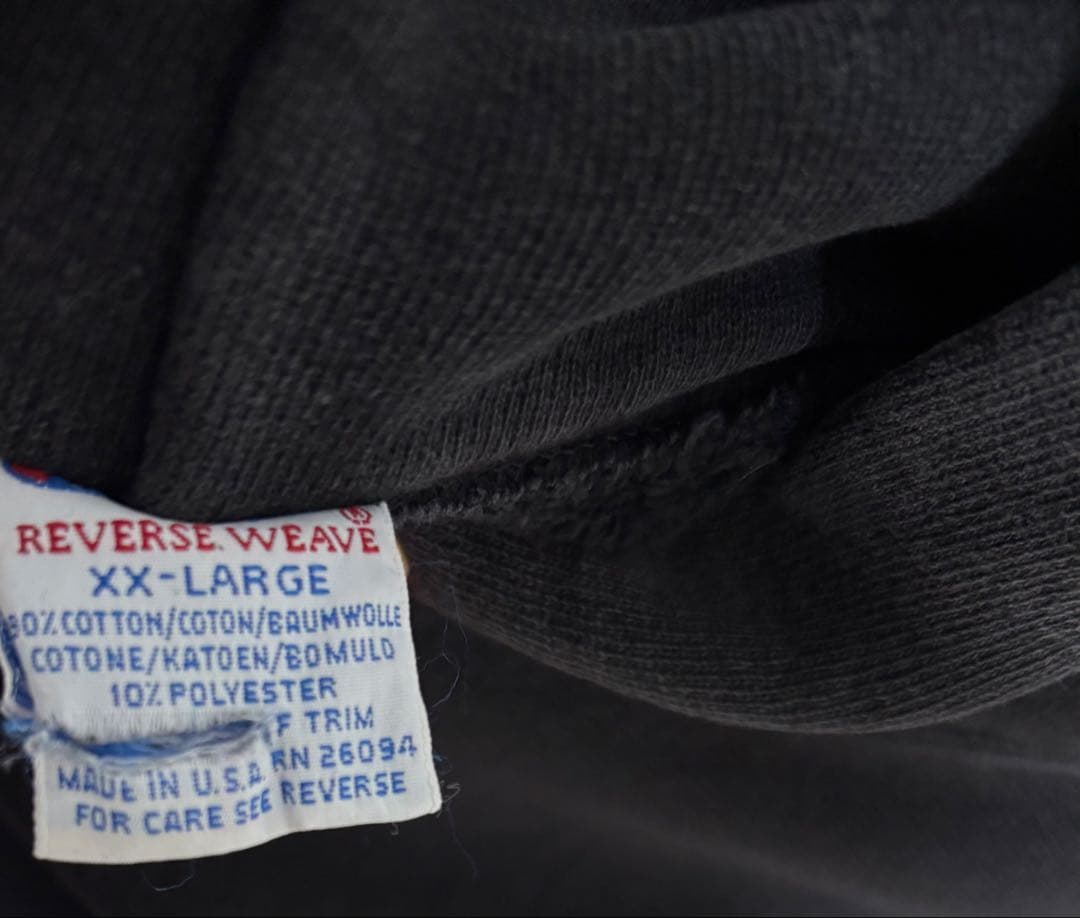 REVERSE WEAVE ®
XX-LARGE
90% COTTON/COTON/BAUMWOLLE
COTONE/KATOEN/BOMULD
10% POLYESTER
F TRIM
RN 26094
MADE IN U.S.A.
FOR CARE SEE REVERSE